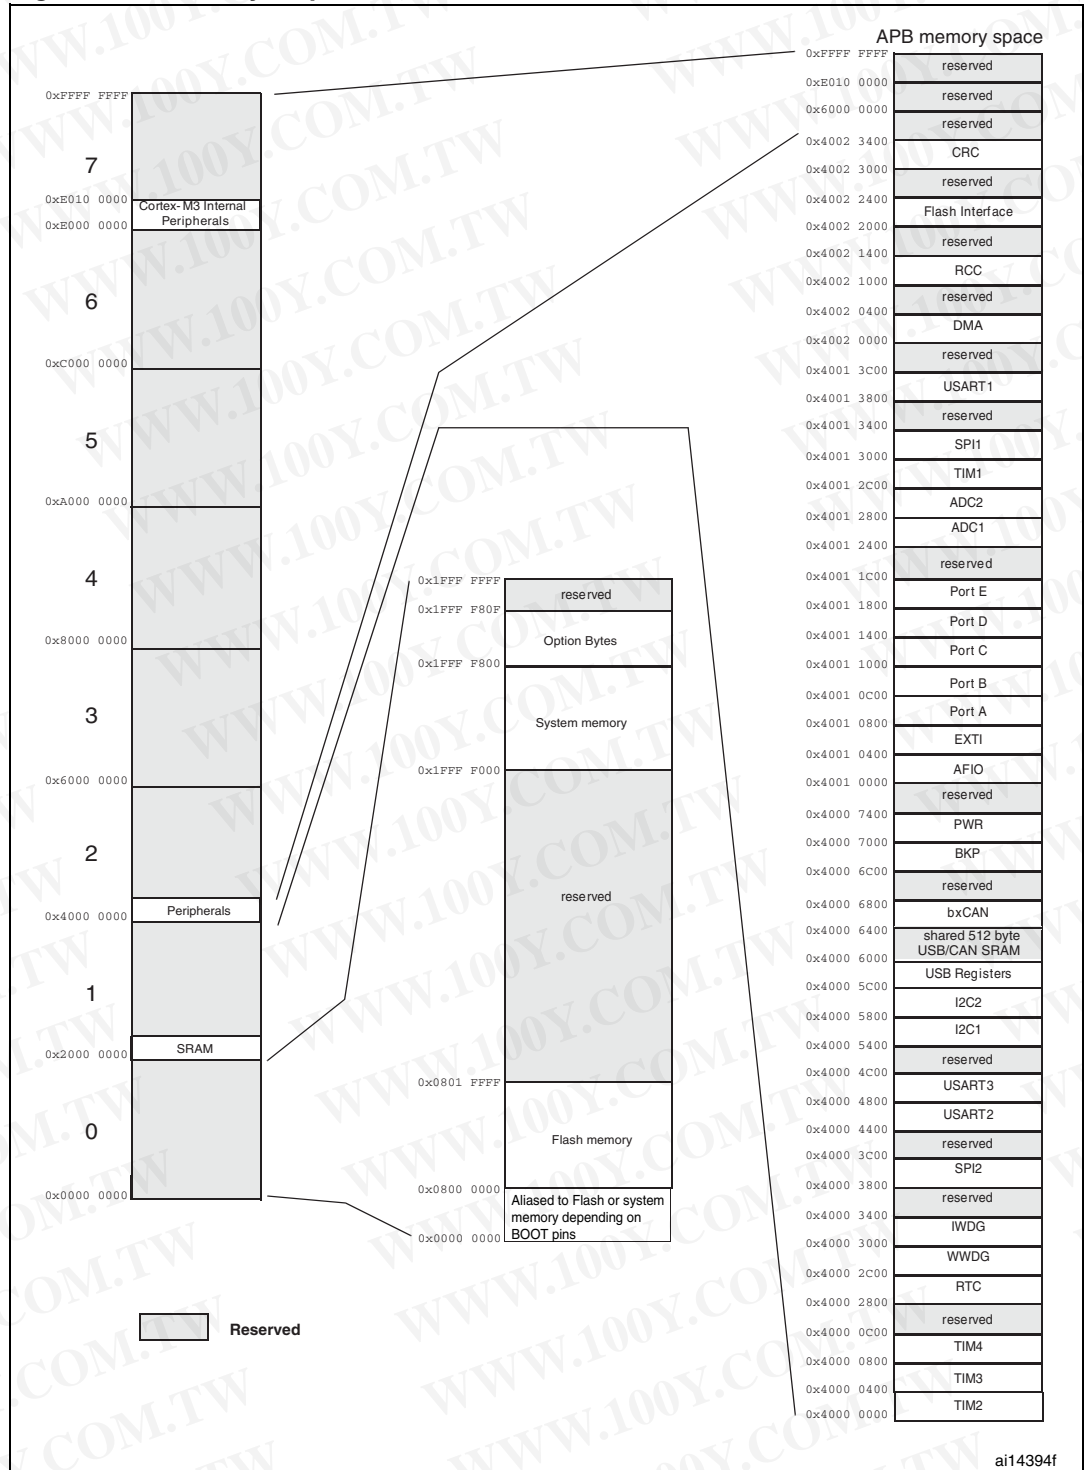 APB memory space
0xFFFF FFFF
7
0xE010 0000
Cortex-M3 Internal
Peripherals
0xE000 0000
6
0xC000 0000
5
0xA000 0000
4
0x8000 0000
3
0x6000 0000
2
Peripherals
0x4000 0000
1
SRAM
0x2000 0000
0
0x0000 0000
Reserved
0x1FFF FFFF
reserved
0x1FFF F80F
Option Bytes
0x1FFF F800
System memory
0x1FFF F000
reserved
0x0801 FFFF
Flash memory
0x0800 0000
Aliased to Flash or system
memory depending on
BOOT pins
0x0000 0000
0xFFFF FFFF
reserved
0xE010 0000
reserved
0x6000 0000
reserved
0x4002 3400
CRC
0x4002 3000
reserved
0x4002 2400
Flash Interface
0x4002 2000
reserved
0x4002 1400
RCC
0x4002 1000
reserved
0x4002 0400
DMA
0x4002 0000
reserved
0x4001 3C00
USART1
0x4001 3800
reserved
0x4001 3400
SPI1
0x4001 3000
TIM1
0x4001 2C00
ADC2
0x4001 2800
ADC1
0x4001 2400
reserved
0x4001 1C00
Port E
0x4001 1800
Port D
0x4001 1400
Port C
0x4001 1000
Port B
0x4001 0C00
Port A
0x4001 0800
EXTI
0x4001 0400
AFIO
0x4001 0000
reserved
0x4000 7400
PWR
0x4000 7000
BKP
0x4000 6C00
reserved
0x4000 6800
bxCAN
0x4000 6400
shared 512 byte
USB/CAN SRAM
0x4000 6000
USB Registers
0x4000 5C00
I2C2
0x4000 5800
I2C1
0x4000 5400
reserved
0x4000 4C00
USART3
0x4000 4800
USART2
0x4000 4400
reserved
0x4000 3C00
SPI2
0x4000 3800
reserved
0x4000 3400
IWDG
0x4000 3000
WWDG
0x4000 2C00
RTC
0x4000 2800
reserved
0x4000 0C00
TIM4
0x4000 0800
TIM3
0x4000 0400
TIM2
0x4000 0000
ai14394f
WWW.100Y.COM.TW